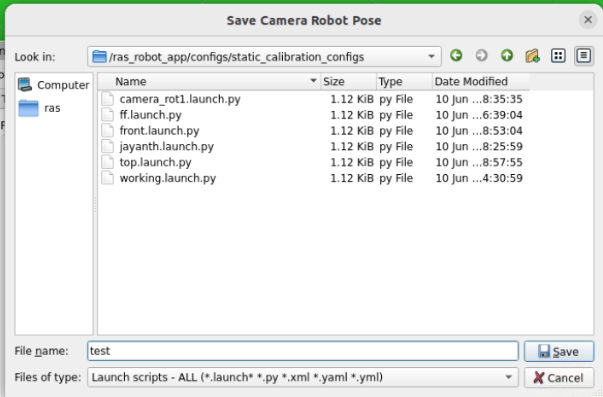 Save Camera Robot Pose
Look in: /ras_robot_app/configs/static_calibration_configs
Computer
ras
Name Size Type Date Modified
camera_rot1.launch.py 1.12 KiB py File 10 Jun ...8:35:35
ff.launch.py 1.12 KiB py File 10 Jun ...6:39:04
front.launch.py 1.12 KiB py File 10 Jun ...8:53:04
jayanth.launch.py 1.12 KiB py File 10 Jun ...8:25:59
top.launch.py 1.12 KiB py File 10 Jun ...8:57:55
working.launch.py 1.12 KiB py File 10 Jun ...4:30:59
File name: test Save
Files of type: Launch scripts - ALL (*.launch* *.py *.xml *.yaml *.yml) Cancel